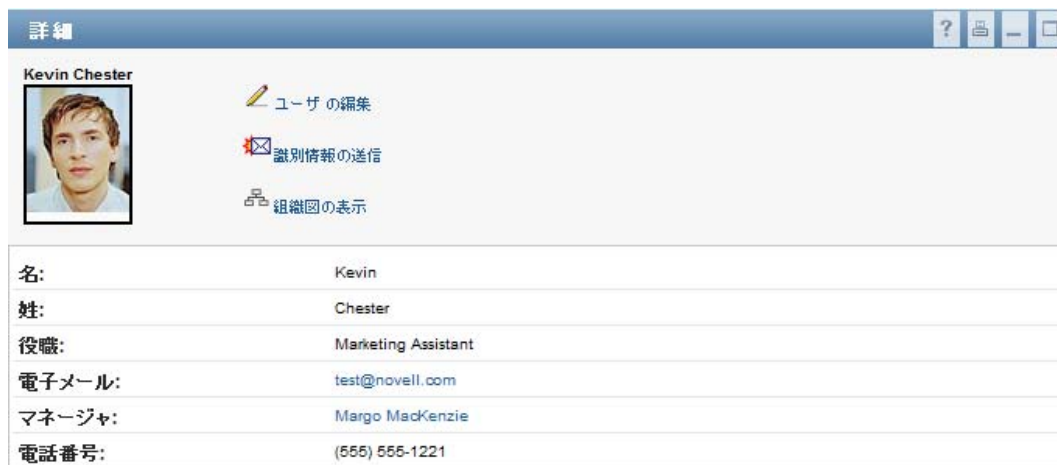 詳細
?
Kevin Chester
ユーザ の編集
識別情報の送信
組織図の表示
名: Kevin
姓: Chester
役職: Marketing Assistant
電子メール: test@novell.com
マネージャ: Margo MacKenzie
電話番号: (555) 555-1221